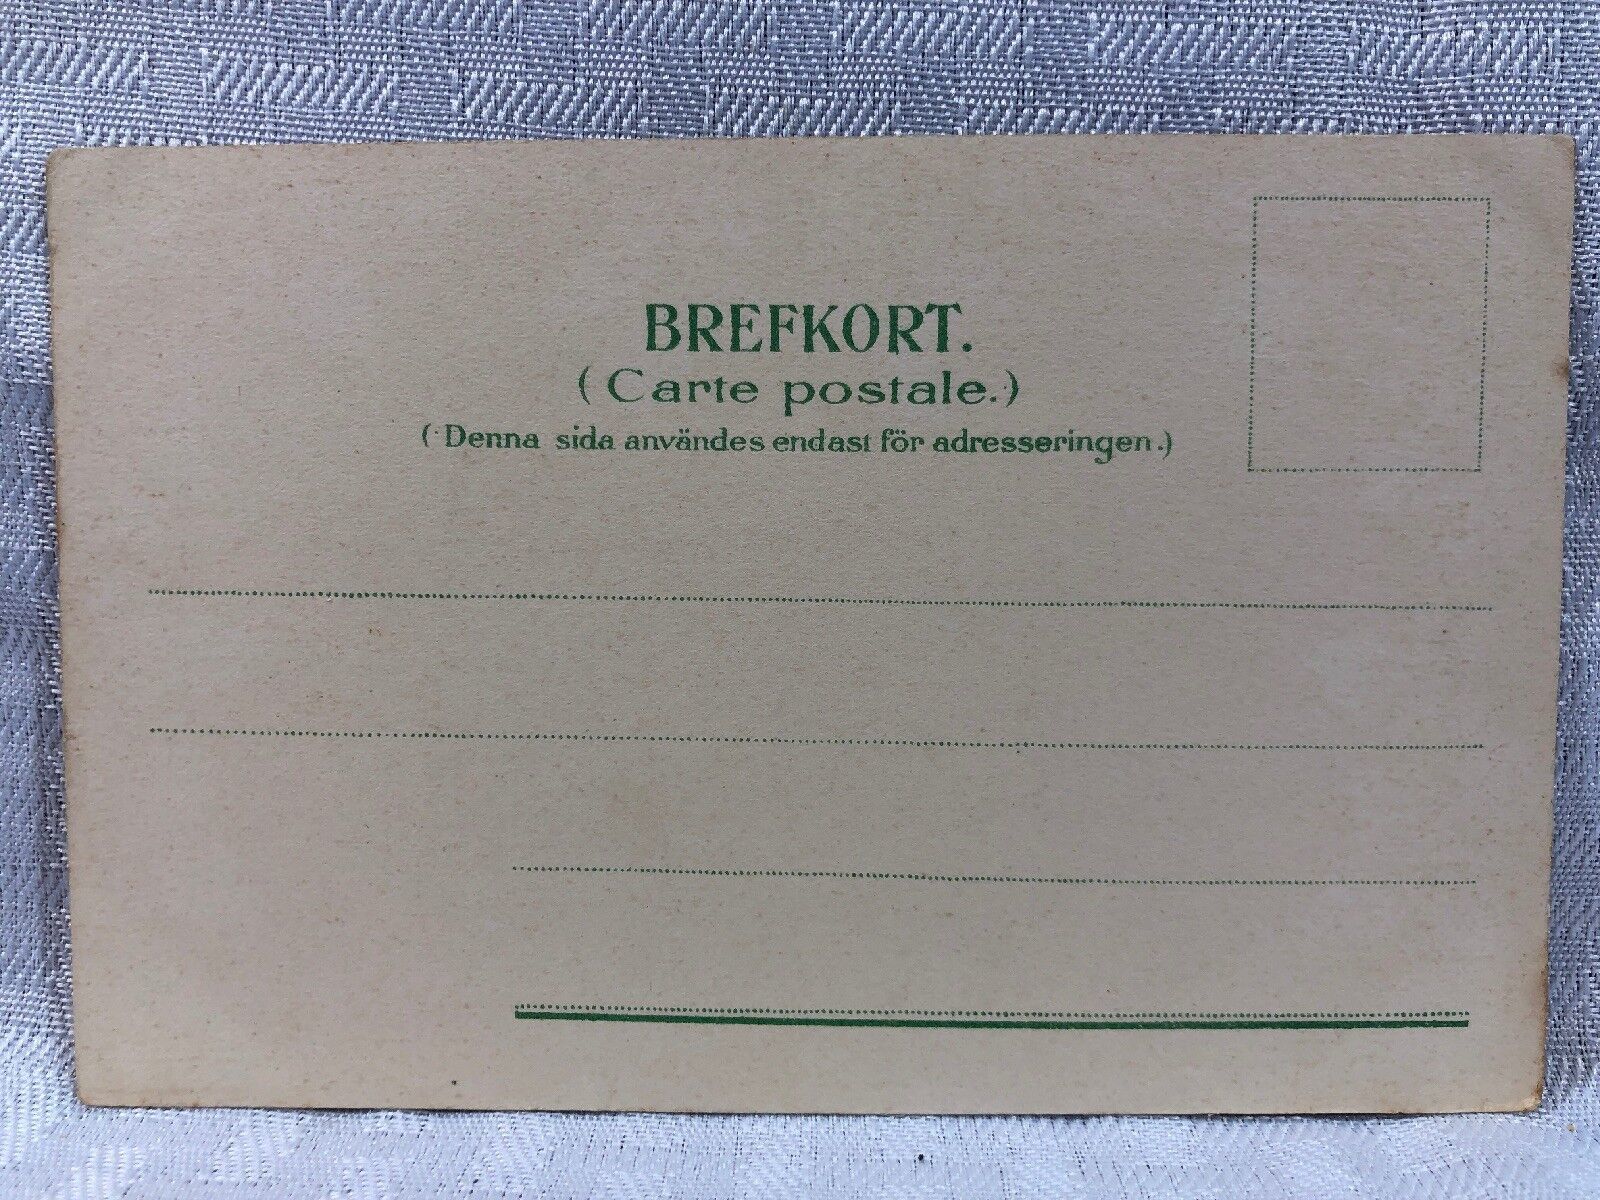 BREFKORT.
(Carte postale.)
(Denna sida användes endast för adresseringen.)